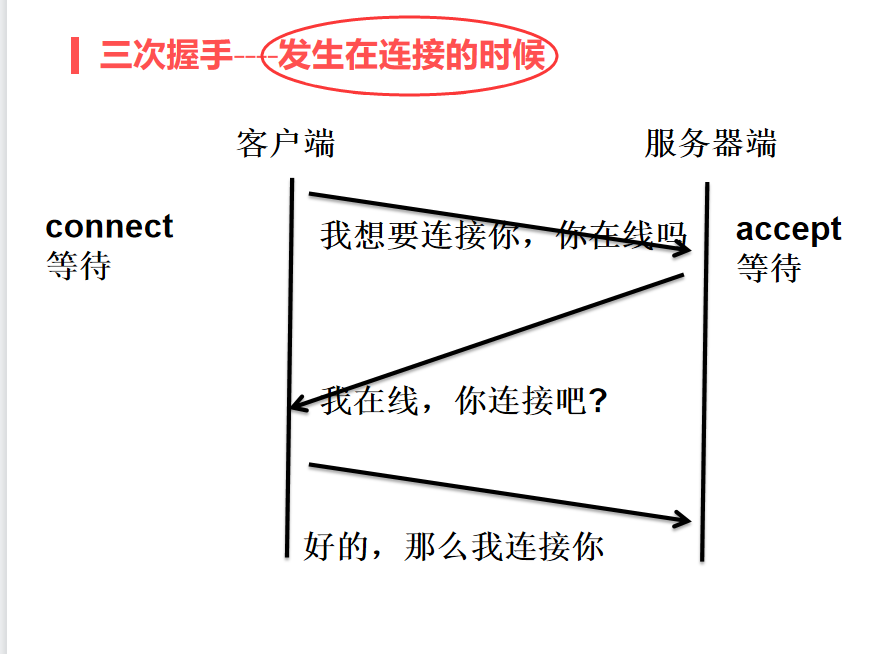 三次握手----发生在连接的时候
客户端
服务器端
connect
等待
我想要连接你，你在线吗
accept
等待
我在线，你连接吧?
好的，那么我连接你